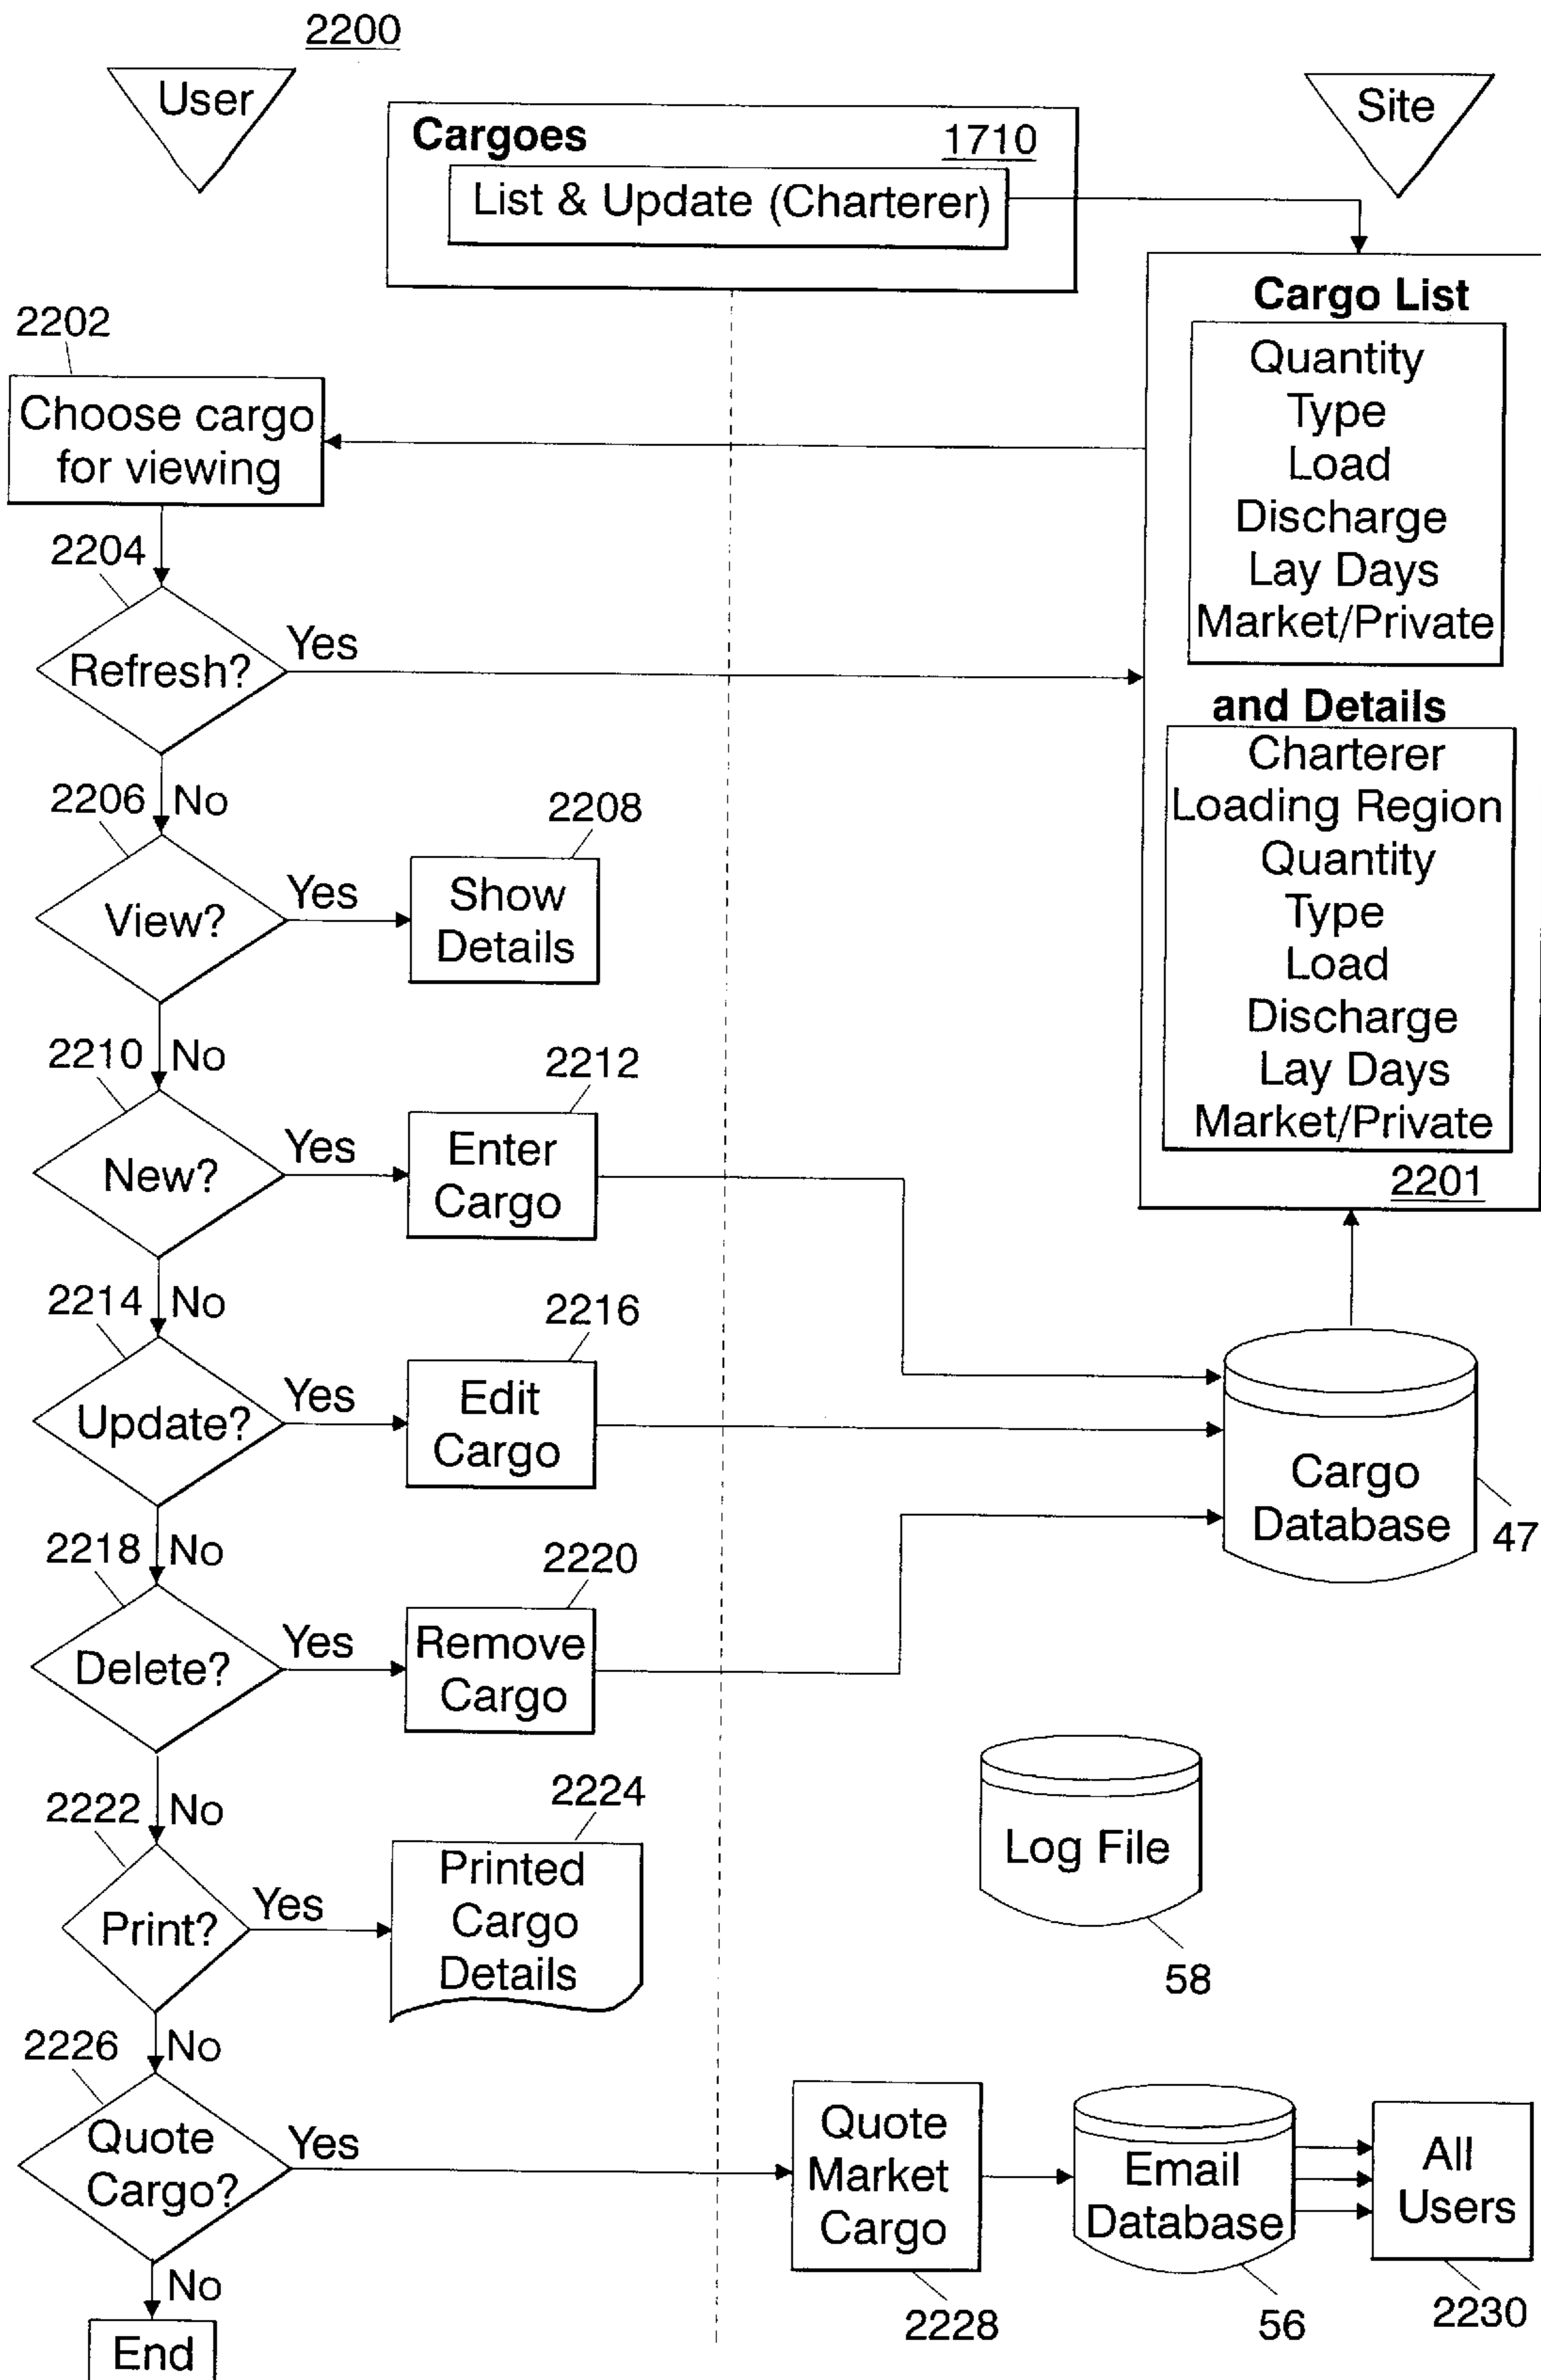 2200
User
Site
Cargoes
1710
List & Update (Charterer)
Cargo List
Quantity
Type
Load
Discharge
Lay Days
Market/Private
and Details
Charterer
Loading Region
Quantity
Type
Load
Discharge
Lay Days
Market/Private
2201
2202
Choose cargo
for viewing
2204
Refresh?
Yes
No
2206
View?
Yes
2208
Show
Details
No
2210
New?
Yes
2212
Enter
Cargo
No
2214
Update?
Yes
2216
Edit
Cargo
Cargo
Database
47
No
2218
Delete?
Yes
2220
Remove
Cargo
No
2222
Print?
Yes
2224
Printed
Cargo
Details
Log File
58
No
2226
Quote
Cargo?
Yes
Quote
Market
Cargo
2228
Email
Database
56
All
Users
2230
No
End